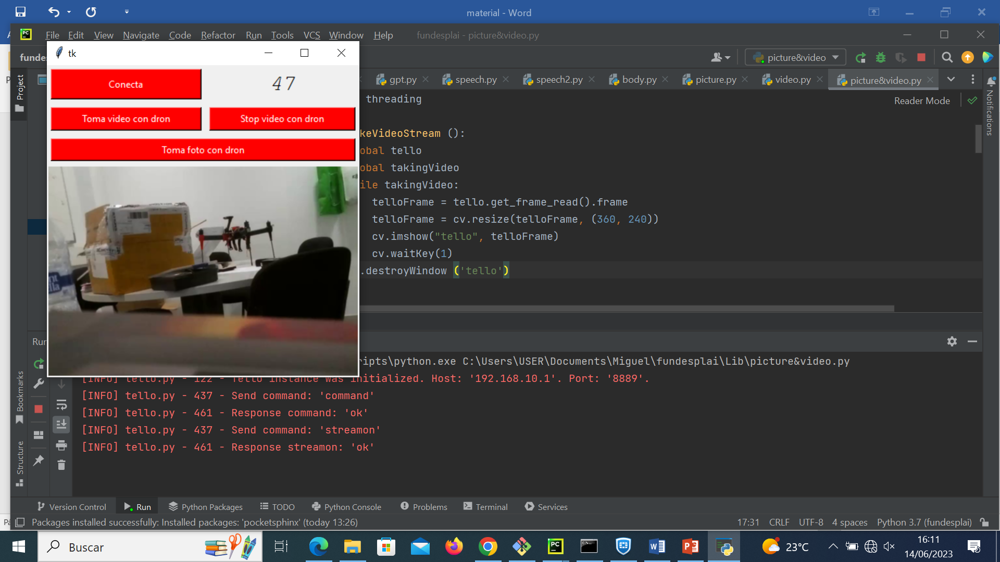 material - Word
File Edit View Navigate Code Refactor Run Tools VCS Window Help fundesplai - picture&video.py
tk
picture&video
Conecta
47
Toma video con dron
Stop video con dron
Toma foto con dron
gpt.py speech.py speech2.py body.py picture.py video.py picture&video.py
Reader Mode
Project
Notifications
threading
keVideoStream ():
obal tello
obal takingVideo
ile takingVideo:
telloFrame = tello.get_frame_read().frame
telloFrame = cv.resize(telloFrame, (360, 240))
cv.imshow("tello", telloFrame)
cv.waitKey(1)
.destroyWindow ('tello')
Run
ripts\python.exe C:\Users\USER\Documents\Miguel\fundesplai\Lib\picture&video.py
[INFO] tello.py - 122 - Tello instance was initialized. Host: '192.168.10.1'. Port: '8889'.
[INFO] tello.py - 437 - Send command: 'command'
[INFO] tello.py - 461 - Response command: 'ok'
[INFO] tello.py - 437 - Send command: 'streamon'
[INFO] tello.py - 461 - Response streamon: 'ok'
Bookmarks
Structure
Version Control Run Python Packages TODO Python Console Problems Terminal Services
Packages installed successfully: Installed packages: 'pocketsphinx' (today 13:26)
17:31 CRLF UTF-8 4 spaces Python 3.7 (fundesplai)
Buscar
23°C
16:11
14/06/2023